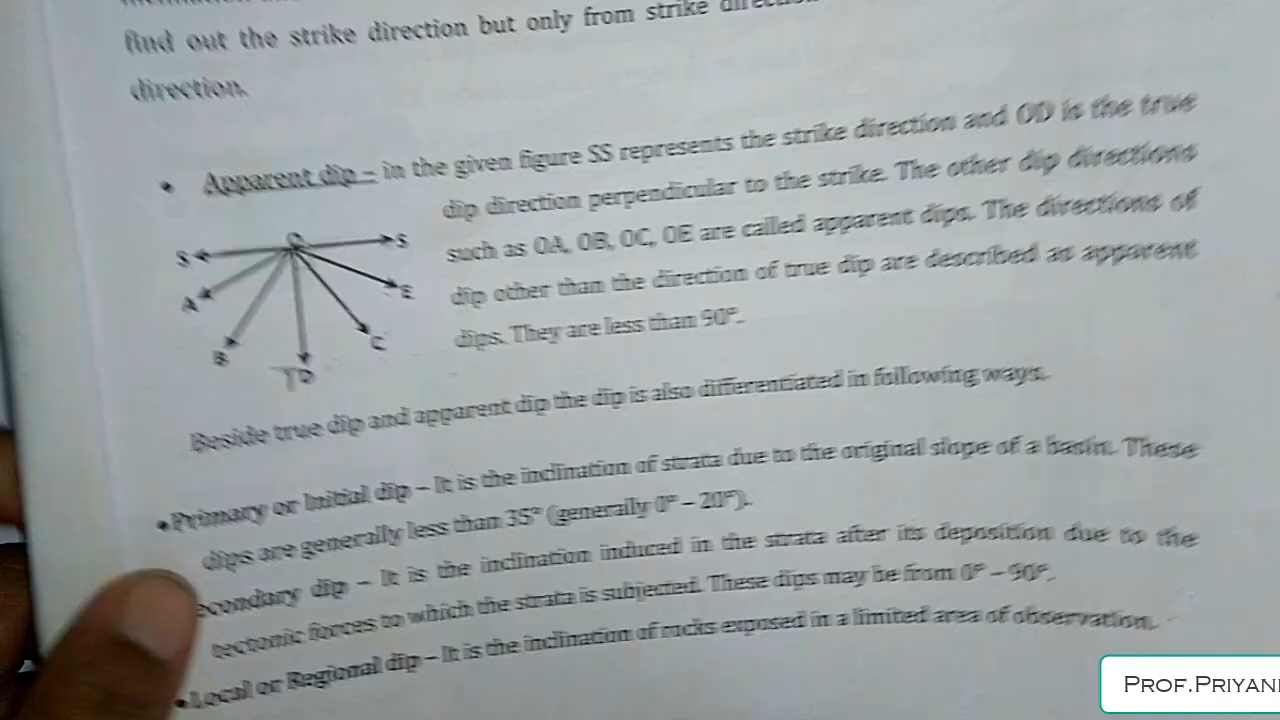 find out the strike direction but only from strike
direction.
• Apparent dip – in the given figure SS represents the strike direction and OD is the true
dip direction perpendicular to the strike. The other dip directions
such as OA, OB, OC, OE are called apparent dips. The directions of
dip other than the direction of true dip are described as apparent
dips. They are less than 90°.
O
S S
A E
B C
TD
Beside true dip and apparent dip the dip is also differentiated in following ways.
• Primary or Initial dip – It is the inclination of strata due to the original slope of a basin. These
dips are generally less than 35° (generally 0° – 20°).
econdary dip – It is the inclination induced in the strata after its deposition due to the
tectonic forces to which the strata is subjected. These dips may be from 0° – 90°.
• Local or Regional dip – It is the inclination of rocks exposed in a limited area of observation.
PROF.PRIYAN